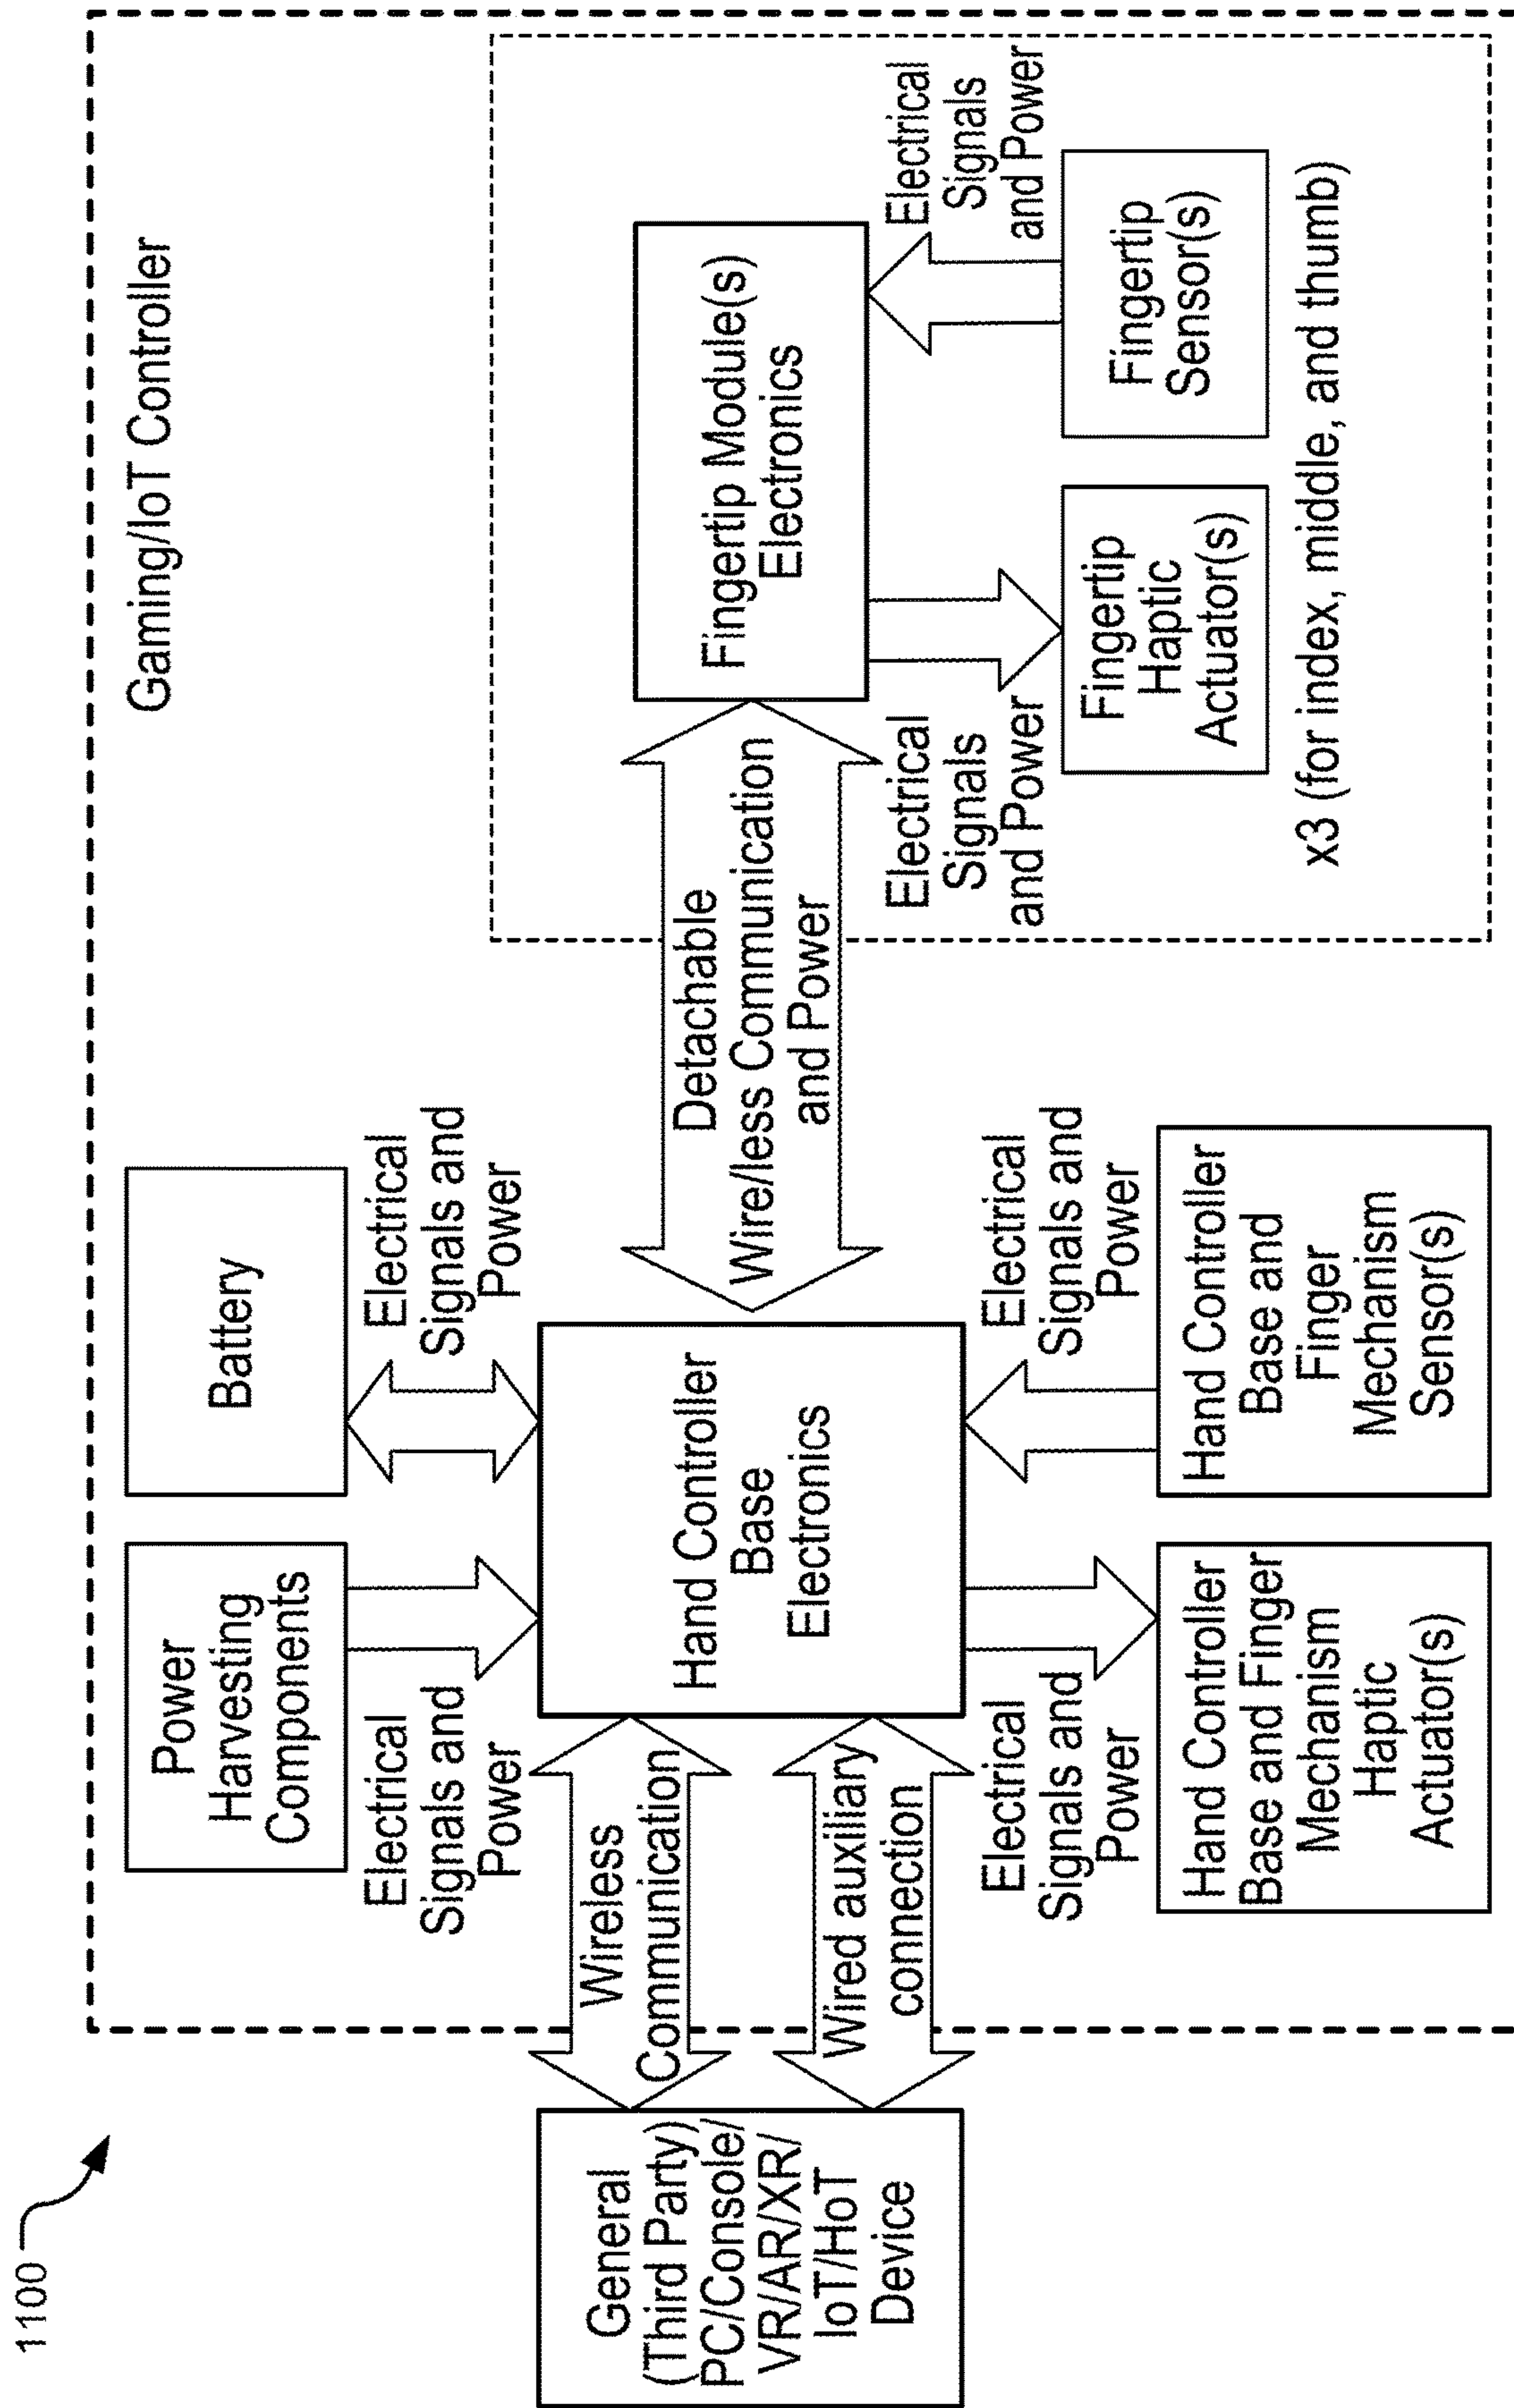 1100
Gaming/IoT Controller
Power
Harvesting
Components
Battery
Electrical
Signals and
Power
Electrical
Signals and
Power
General
(Third Party)
PC/Console/
VR/AR/XR/
IoT/HoT
Device
Wireless
Communication
Wired auxiliary
connection
Hand Controller
Base
Electronics
Detachable
Wire/less Communication
and Power
Fingertip Module(s)
Electronics
Electrical
Signals and
Power
Electrical
Signals and
Power
Hand Controller
Base and Finger
Mechanism
Haptic
Actuator(s)
Hand Controller
Base and
Finger
Mechanism
Sensor(s)
Electrical
Signals
and Power
Electrical
Signals
and Power
Fingertip
Haptic
Actuator(s)
Fingertip
Sensor(s)
x3 (for index, middle, and thumb)